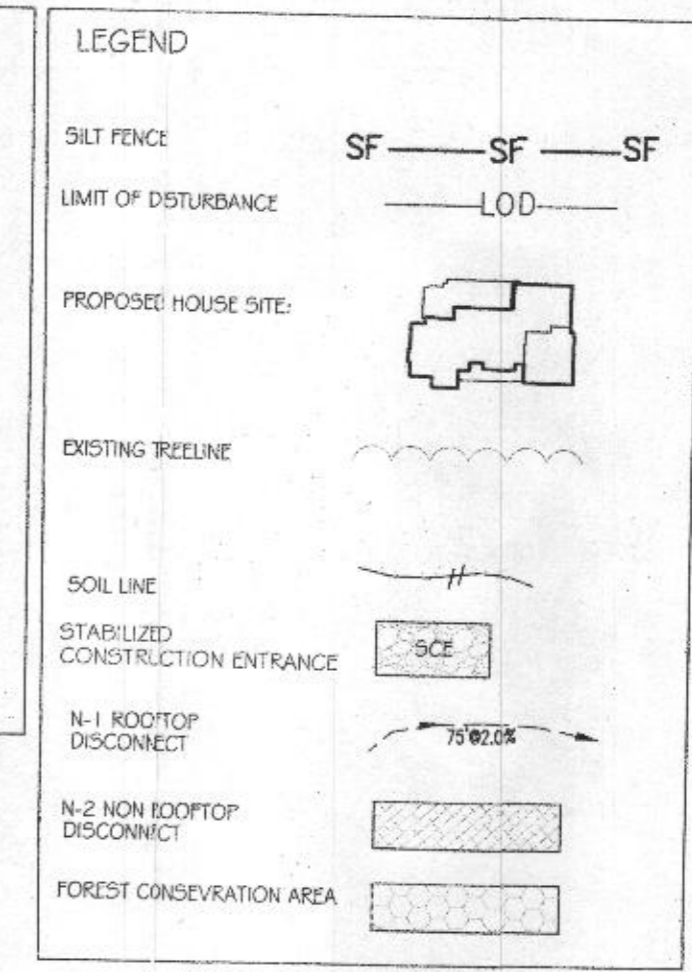 LEGEND
SILT FENCE
SF SF SF
LIMIT OF DISTURBANCE
LOD
PROPOSED HOUSE SITE:
EXISTING TREELINE
SOIL LINE
STABILIZED
CONSTRUCTION ENTRANCE
SCE
N-1 ROOFTOP
DISCONNECT
75'@2.0%
N-2 NON ROOFTOP
DISCONNECT
FOREST CONSEVRATION AREA